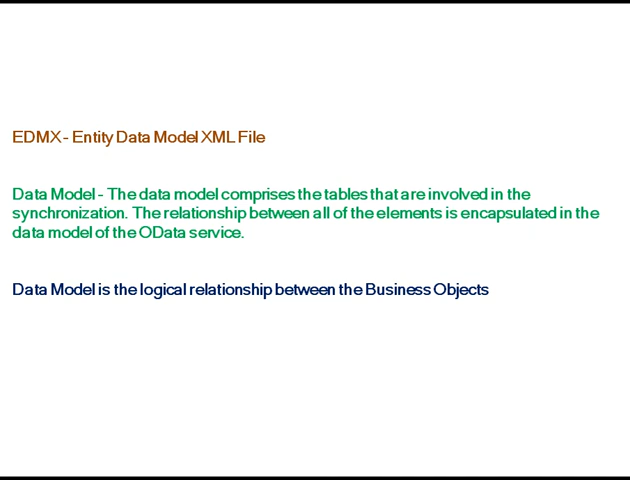 EDMX - Entity Data Model XML File
Data Model - The data model comprises the tables that are involved in the
synchronization. The relationship between all of the elements is encapsulated in the
data model of the OData service.
Data Model is the logical relationship between the Business Objects